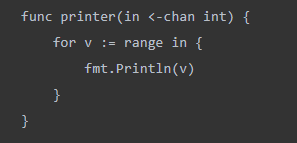 func printer(in <-chan int) {
    for v := range in {
        fmt.Println(v)
    }
}